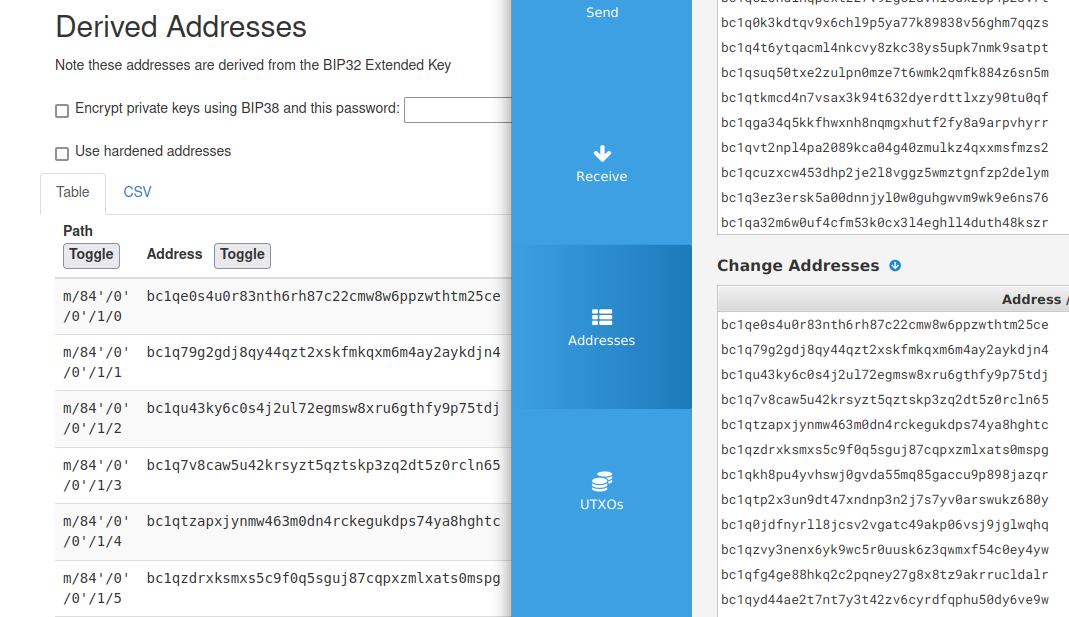 Derived Addresses
Note these addresses are derived from the BIP32 Extended Key
Encrypt private keys using BIP38 and this password:
Use hardened addresses
Table CSV
Path
Toggle Address Toggle
m/84'/0' bc1qe0s4u0r83nth6rh87c22cmw8w6ppzwthtm25ce
/0'/1/0
m/84'/0' bc1q79g2gdj8qy44qzt2xskfmkqxm6m4ay2aykdjn4
/0'/1/1
m/84'/0' bc1qu43ky6c0s4j2ul72egmsw8xru6gthfy9p75tdj
/0'/1/2
m/84'/0' bc1q7v8caw5u42krsyzt5qztskp3zq2dt5z0rcln65
/0'/1/3
m/84'/0' bc1qtzapxjynmw463m0dn4rckegukdps74ya8hghtc
/0'/1/4
m/84'/0' bc1qzdrxksmxs5c9f0q5sguj87cqpxzmlxats0mspg
/0'/1/5
Send
Receive
Addresses
UTXOs
bc1q0k3kdtqv9x6chl9p5ya77k89838v56ghm7qqzs
bc1q4t6ytqacml4nkcvy8zkc38ys5upk7nmk9satpt
bc1qsuq50txe2zulpn0mze7t6wmk2qmfk884z6sn5m
bc1qtkmcd4n7vsax3k94t632dyerdttlxzy90tu0qf
bc1qga34q5kkfhwxnh8nqmgxhutf2fy8a9arpvhyrr
bc1qvt2npl4pa2089kca04g40zmulkz4qxxmsfmzs2
bc1qcuzxcw453dhp2je2l8vggz5wmztgnfzp2delym
bc1q3ez3ersk5a00dnnjyl0w0guhgwvm9wk9e6ns76
bc1qa32m6w0uf4cfm53k0cx3l4eghll4duth48kszr
Change Addresses
Address /
bc1qe0s4u0r83nth6rh87c22cmw8w6ppzwthtm25ce
bc1q79g2gdj8qy44qzt2xskfmkqxm6m4ay2aykdjn4
bc1qu43ky6c0s4j2ul72egmsw8xru6gthfy9p75tdj
bc1q7v8caw5u42krsyzt5qztskp3zq2dt5z0rcln65
bc1qtzapxjynmw463m0dn4rckegukdps74ya8hghtc
bc1qzdrxksmxs5c9f0q5sguj87cqpxzmlxats0mspg
bc1qkh8pu4yvhswj0gvda55mq85gaccu9p898jazqr
bc1qtp2x3un9dt47xndnp3n2j7s7yv0arswukz680y
bc1q0jdfnyrll8jcsv2vgatc49akp06vsj9jglwqhq
bc1qzvy3nenx6yk9wc5r0uusk6z3qwmxf54c0ey4yw
bc1qfg4ge88hkq2c2pqney27g8x8tz9akrrucldalr
bc1qyd44ae2t7nt7y3t42zv6cyrdfqphu50dy6ve9w